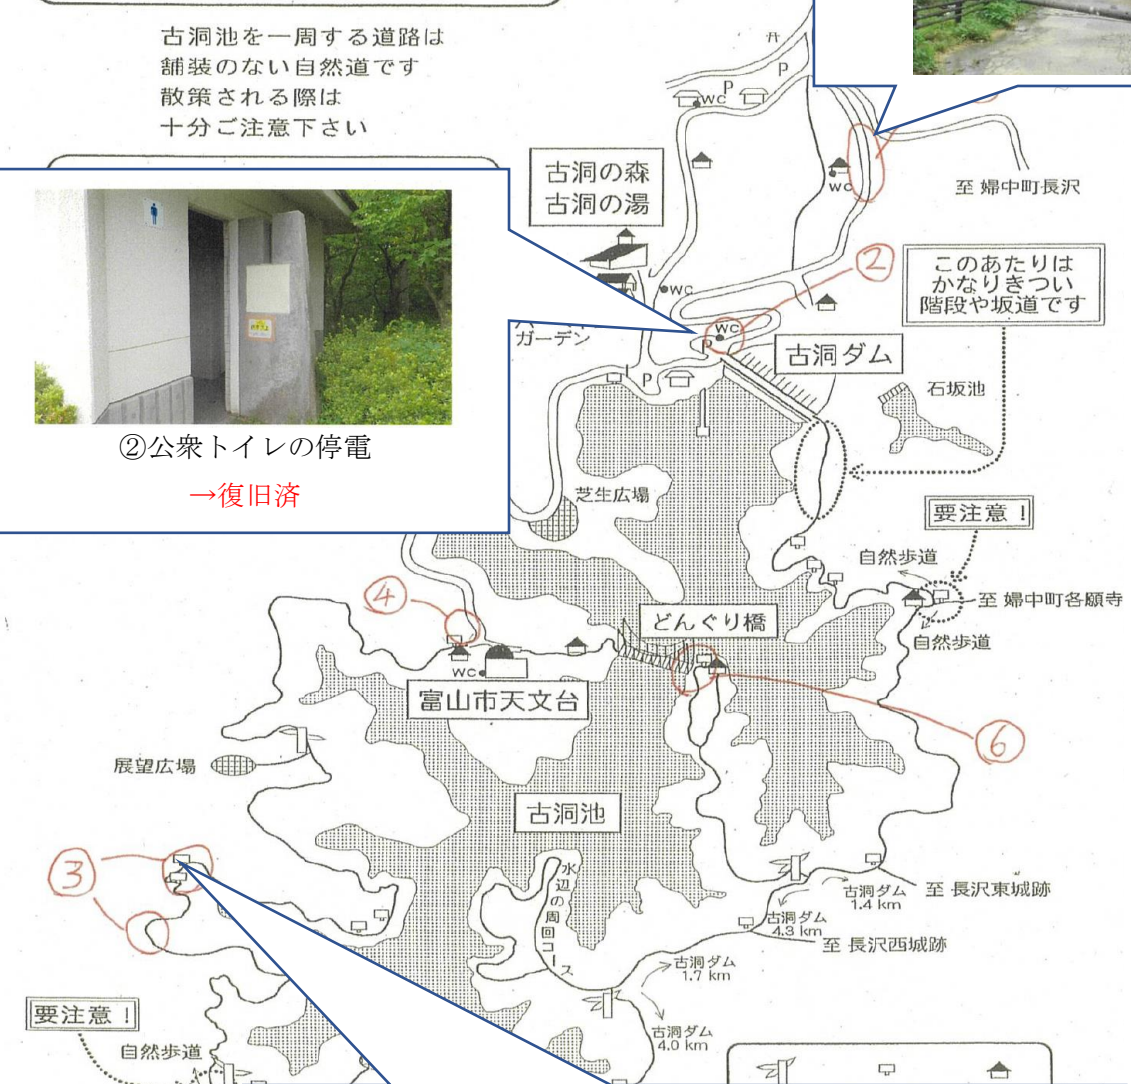 古洞池を一周する道路は
舗装のない自然道です
散策される際は
十分ご注意下さい
P
P
WC
古洞の森
古洞の湯
WC
至 婦中町長沢
②
このあたりは
かなりきつい
階段や坂道です
WC
WC
P
ガーデン
古洞ダム
P
石坂池
②公衆トイレの停電
→復旧済
芝生広場
要注意！
自然歩道
④
至 婦中町各願寺
どんぐり橋
自然歩道
WC
富山市天文台
⑥
展望広場
古洞池
③
水辺の周回コース
古洞ダム
1.4 km
至 長沢東城跡
古洞ダム
4.3 km
至 長沢西城跡
古洞ダム
1.7 km
要注意！
古洞ダム
4.0 km
自然歩道